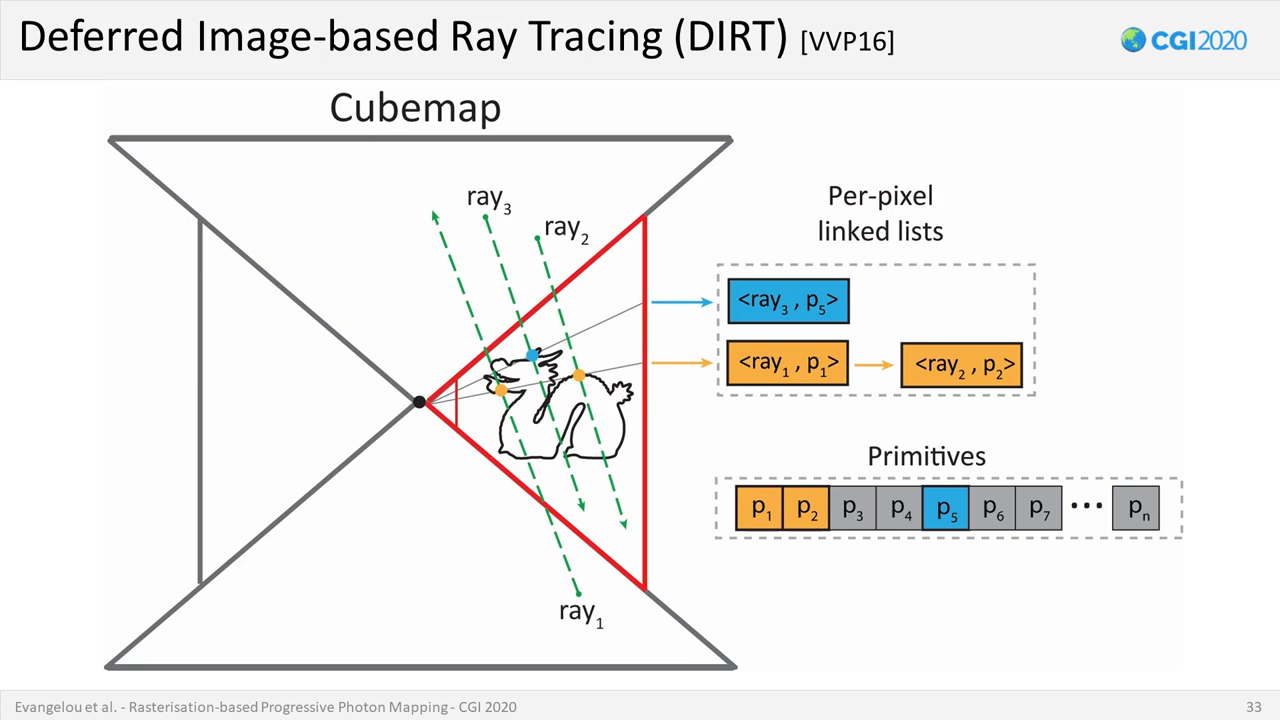 Deferred Image-based Ray Tracing (DIRT) [VVP16]
CGI2020
Cubemap
ray3
ray2
ray1
Per-pixel
linked lists
<ray3 , p5>
<ray1 , p1>
<ray2 , p2>
Primitives
p1 p2 p3 p4 p5 p6 p7 ··· pn
Evangelou et al. - Rasterisation-based Progressive Photon Mapping - CGI 2020
33